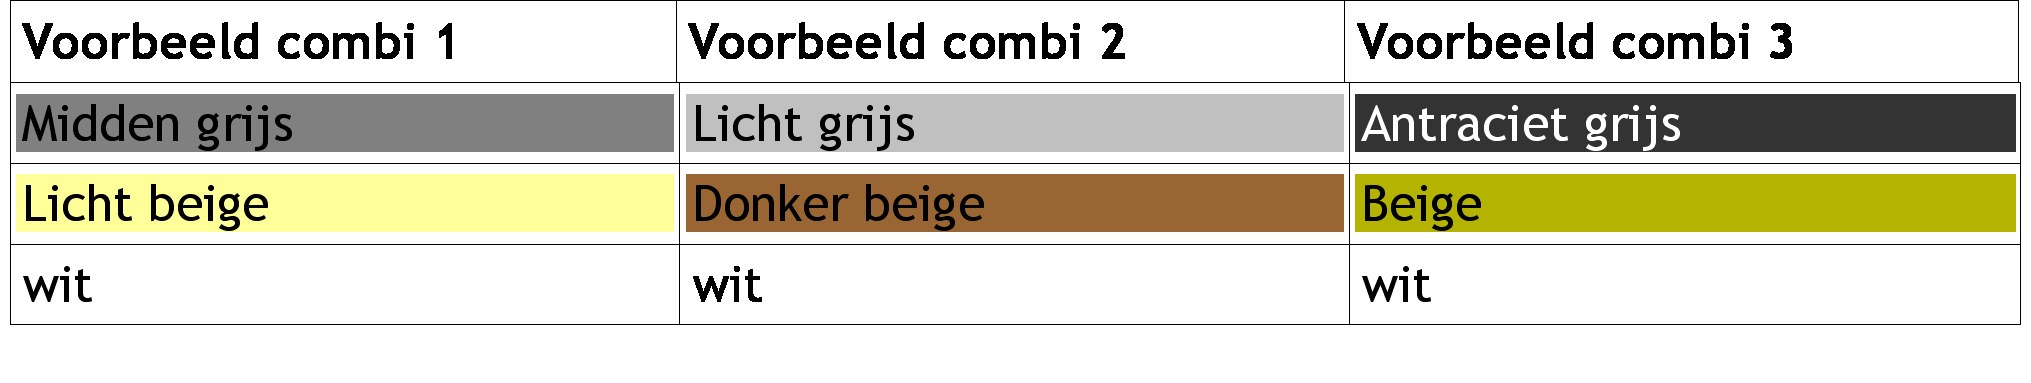 Voorbeeld combi 1 Voorbeeld combi 2 Voorbeeld combi 3
Midden grijs Licht grijs Antraciet grijs
Licht beige Donker beige Beige
wit wit wit